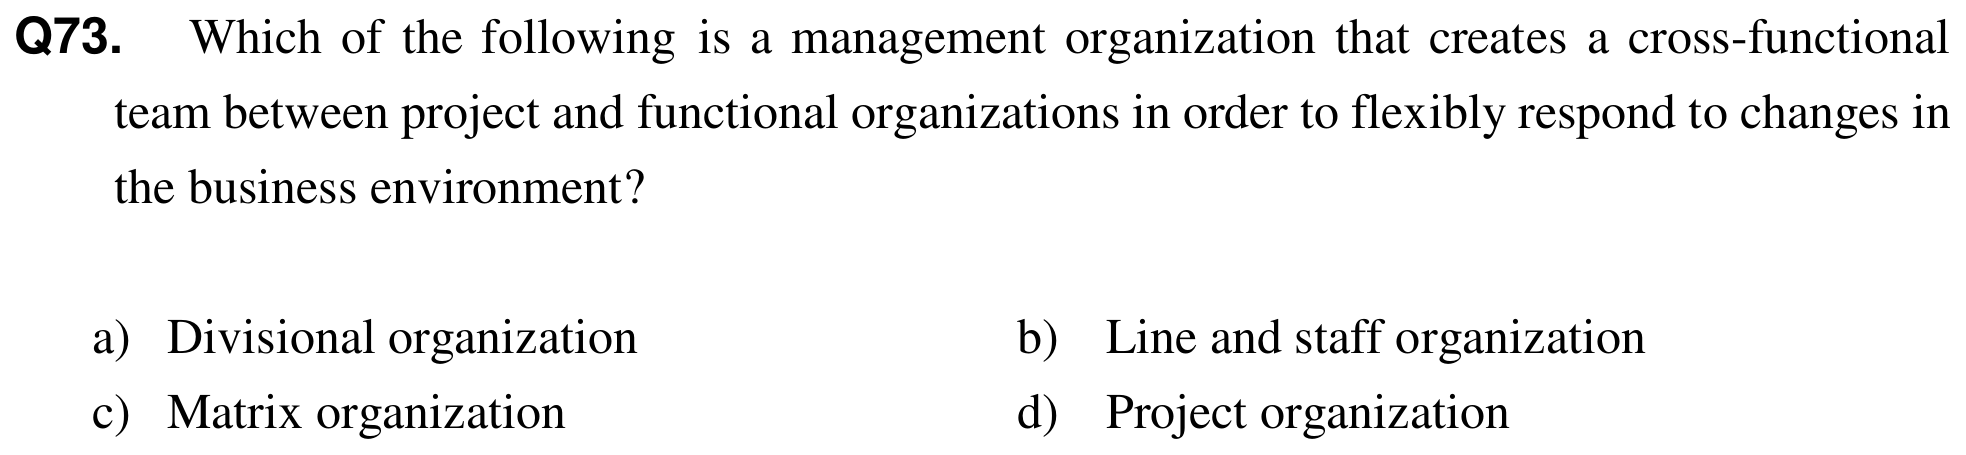 Q73. Which of the following is a management organization that creates a cross-functional
team between project and functional organizations in order to flexibly respond to changes in
the business environment?
a) Divisional organization b) Line and staff organization
c) Matrix organization d) Project organization